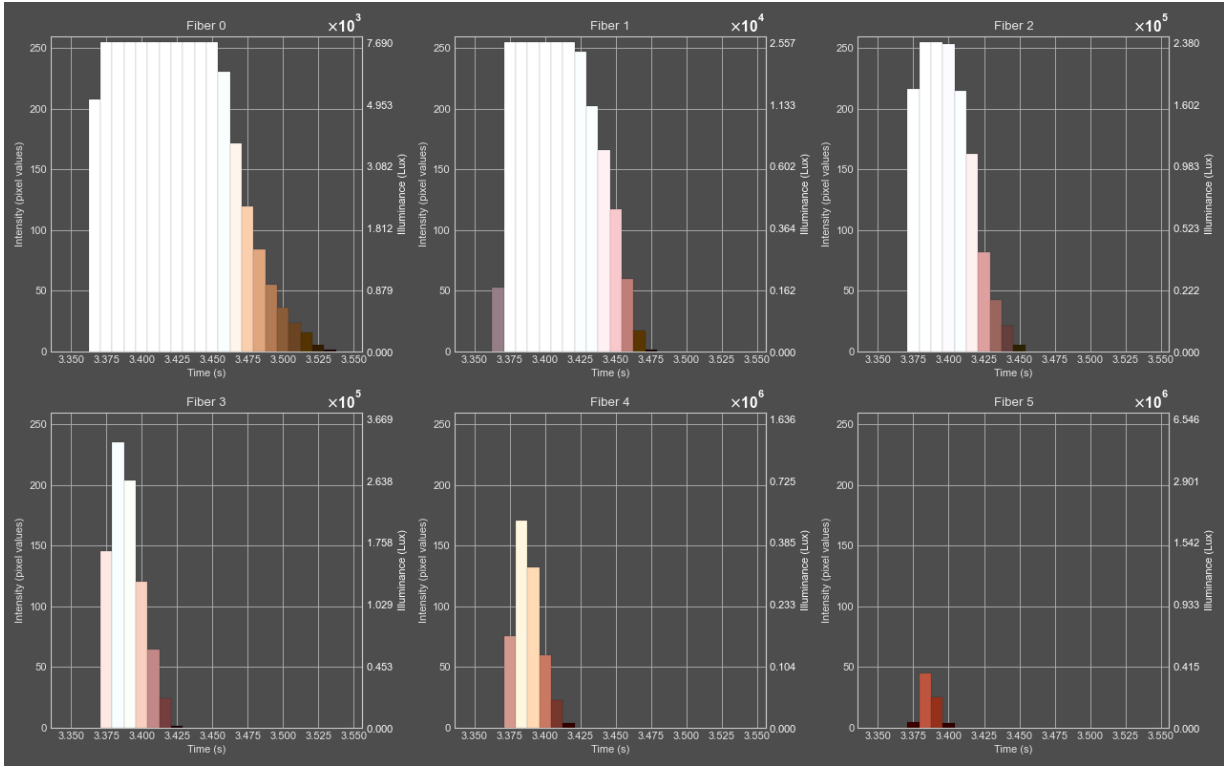 Fiber 0
×10³
Intensity (pixel values)
250
200
150
100
50
0
7.690
4.953
3.082
1.812
0.879
0.000
Illuminance (Lux)
3.350 3.375 3.400 3.425 3.450 3.475 3.500 3.525 3.550
Time (s)
Fiber 1
×10⁴
Intensity (pixel values)
250
200
150
100
50
0
2.557
1.133
0.602
0.364
0.162
0.000
Illuminance (Lux)
3.350 3.375 3.400 3.425 3.450 3.475 3.500 3.525 3.550
Time (s)
Fiber 2
×10⁵
Intensity (pixel values)
250
200
150
100
50
0
2.380
1.602
0.983
0.523
0.222
0.000
Illuminance (Lux)
3.350 3.375 3.400 3.425 3.450 3.475 3.500 3.525 3.550
Time (s)
Fiber 3
×10⁵
Intensity (pixel values)
250
200
150
100
50
0
3.669
2.638
1.758
1.029
0.453
0.000
Illuminance (Lux)
3.350 3.375 3.400 3.425 3.450 3.475 3.500 3.525 3.550
Time (s)
Fiber 4
×10⁶
Intensity (pixel values)
250
200
150
100
50
0
1.636
0.725
0.385
0.233
0.104
0.000
Illuminance (Lux)
3.350 3.375 3.400 3.425 3.450 3.475 3.500 3.525 3.550
Time (s)
Fiber 5
×10⁶
Intensity (pixel values)
250
200
150
100
50
0
6.546
2.901
1.542
0.933
0.415
0.000
Illuminance (Lux)
3.350 3.375 3.400 3.425 3.450 3.475 3.500 3.525 3.550
Time (s)